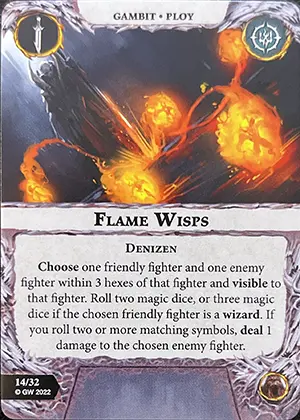 GAMBIT • PLOY
FLAME WISPS
DENIZEN
Choose one friendly fighter and one enemy
fighter within 3 hexes of that fighter and visible to
that fighter. Roll two magic dice, or three magic
dice if the chosen friendly fighter is a wizard. If
you roll two or more matching symbols, deal 1
damage to the chosen enemy fighter.
14/32
© GW 2022